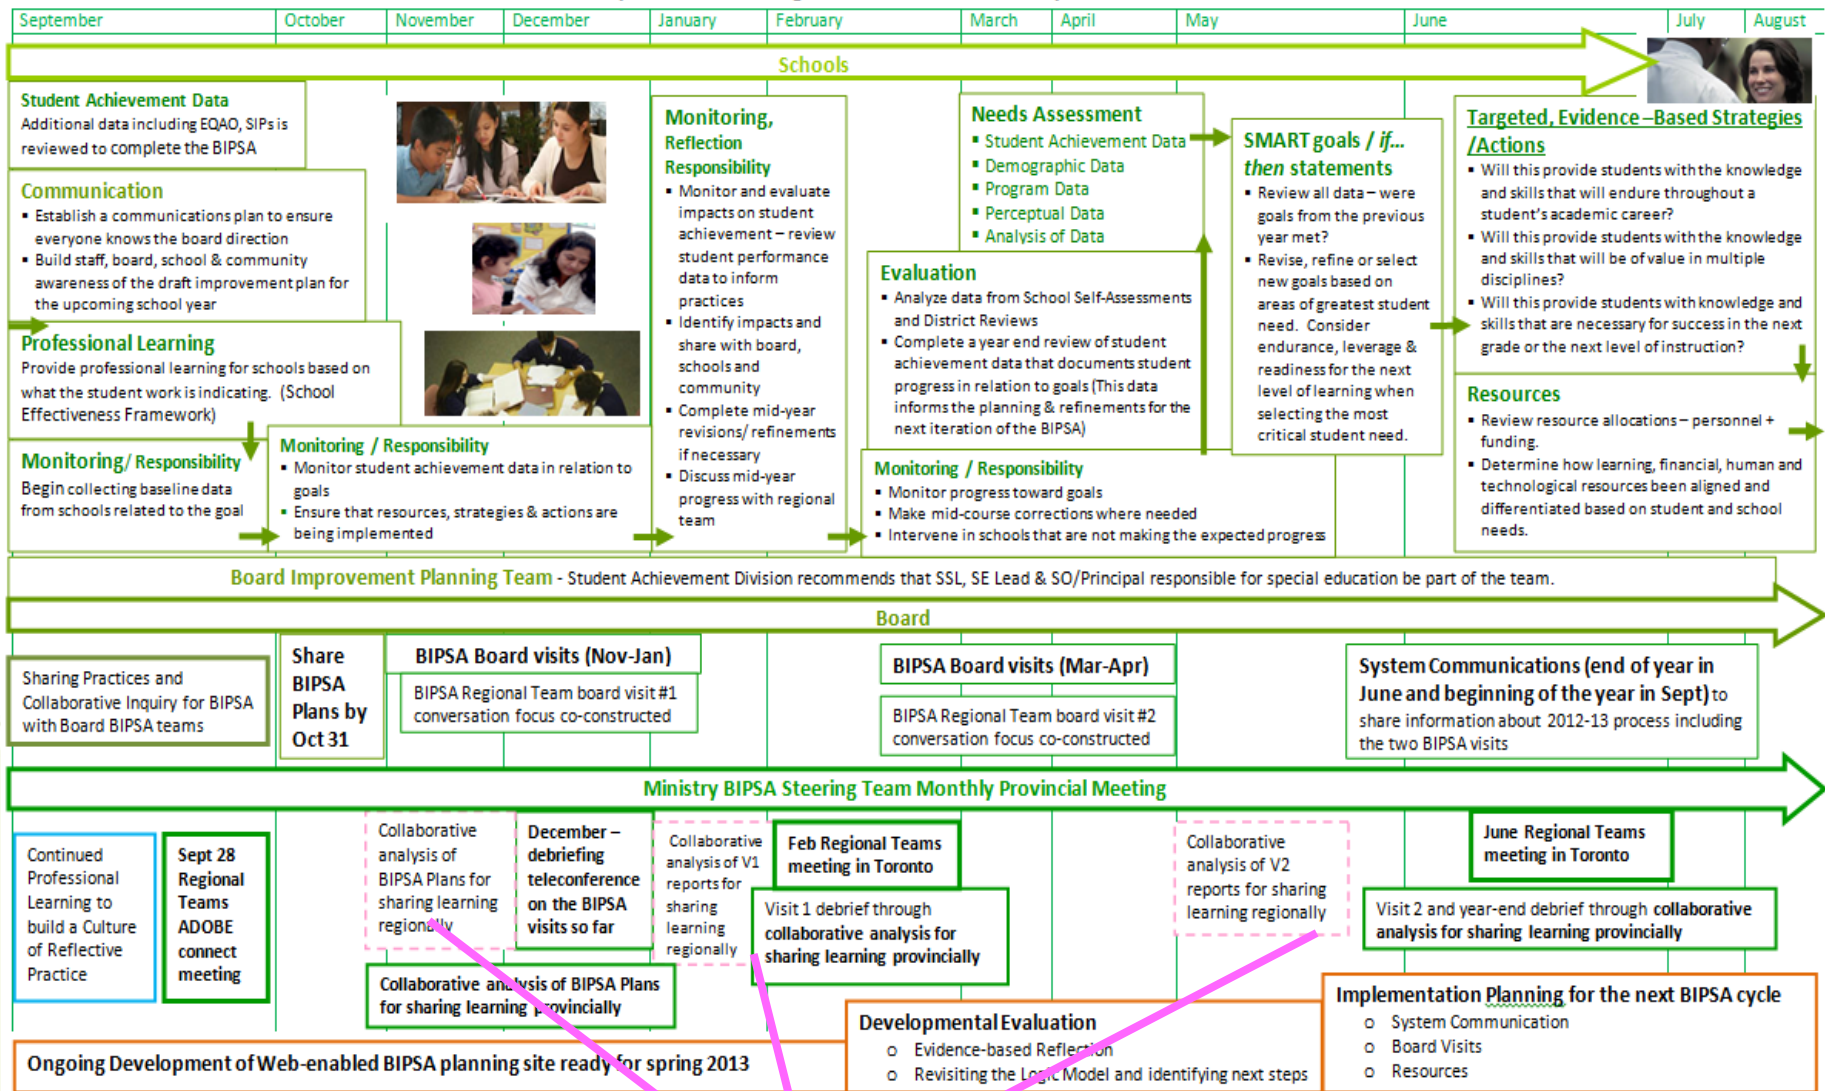 September
October
November
December
January
February
March
April
May
June
July
August
Schools
Student Achievement Data
Additional data including EQAO, SIPs is
reviewed to complete the BIPSA
Communication
▪ Establish a communications plan to ensure
everyone knows the board direction
▪ Build staff, board, school & community
awareness of the draft improvement plan for
the upcoming school year
Professional Learning
Provide professional learning for schools based on
what the student work is indicating. (School
Effectiveness Framework)
Monitoring/ Responsibility
Begin collecting baseline data
from schools related to the goal
Monitoring / Responsibility
▪ Monitor student achievement data in relation to
goals
▪ Ensure that resources, strategies & actions are
being implemented
Monitoring,
Reflection
Responsibility
▪ Monitor and evaluate
impacts on student
achievement – review
student performance
data to inform
practices
▪ Identify impacts and
share with board,
schools and
community
▪ Complete mid-year
revisions/ refinements
if necessary
▪ Discuss mid-year
progress with regional
team
Needs Assessment
▪ Student Achievement Data
▪ Demographic Data
▪ Program Data
▪ Perceptual Data
▪ Analysis of Data
Evaluation
▪ Analyze data from School Self-Assessments
and District Reviews
▪ Complete a year end review of student
achievement data that documents student
progress in relation to goals (This data
informs the planning & refinements for the
next iteration of the BIPSA)
Monitoring / Responsibility
▪ Monitor progress toward goals
▪ Make mid-course corrections where needed
▪ Intervene in schools that are not making the expected progress
SMART goals / if...
then statements
▪ Review all data – were
goals from the previous
year met?
▪ Revise, refine or select
new goals based on
areas of greatest student
need. Consider
endurance, leverage &
readiness for the next
level of learning when
selecting the most
critical student need.
Targeted, Evidence –Based Strategies
/Actions
▪ Will this provide students with the knowledge
and skills that will endure throughout a
student's academic career?
▪ Will this provide students with the knowledge
and skills that will be of value in multiple
disciplines?
▪ Will this provide students with knowledge and
skills that are necessary for success in the next
grade or the next level of instruction?
Resources
▪ Review resource allocations – personnel +
funding.
▪ Determine how learning, financial, human and
technological resources been aligned and
differentiated based on student and school
needs.
Board Improvement Planning Team - Student Achievement Division recommends that SSL, SE Lead & SO/Principal responsible for special education be part of the team.
Board
Sharing Practices and
Collaborative Inquiry for BIPSA
with Board BIPSA teams
Share
BIPSA
Plans by
Oct 31
BIPSA Board visits (Nov-Jan)
BIPSA Regional Team board visit #1
conversation focus co-constructed
BIPSA Board visits (Mar-Apr)
BIPSA Regional Team board visit #2
conversation focus co-constructed
System Communications (end of year in
June and beginning of the year in Sept) to
share information about 2012-13 process including
the two BIPSA visits
Ministry BIPSA Steering Team Monthly Provincial Meeting
Continued
Professional
Learning to
build a Culture
of Reflective
Practice
Sept 28
Regional
Teams
ADOBE
connect
meeting
Collaborative
analysis of
BIPSA Plans for
sharing learning
regionally
December –
debriefing
teleconference
on the BIPSA
visits so far
Collaborative analysis of BIPSA Plans
for sharing learning provincially
Collaborative
analysis of V1
reports for
sharing
learning
regionally
Feb Regional Teams
meeting in Toronto
Visit 1 debrief through
collaborative analysis for
sharing learning provincially
Collaborative
analysis of V2
reports for sharing
learning regionally
June Regional Teams
meeting in Toronto
Visit 2 and year-end debrief through collaborative
analysis for sharing learning provincially
Ongoing Development of Web-enabled BIPSA planning site ready for spring 2013
Developmental Evaluation
o Evidence-based Reflection
o Revisiting the Logic Model and identifying next steps
Implementation Planning for the next BIPSA cycle
o System Communication
o Board Visits
o Resources